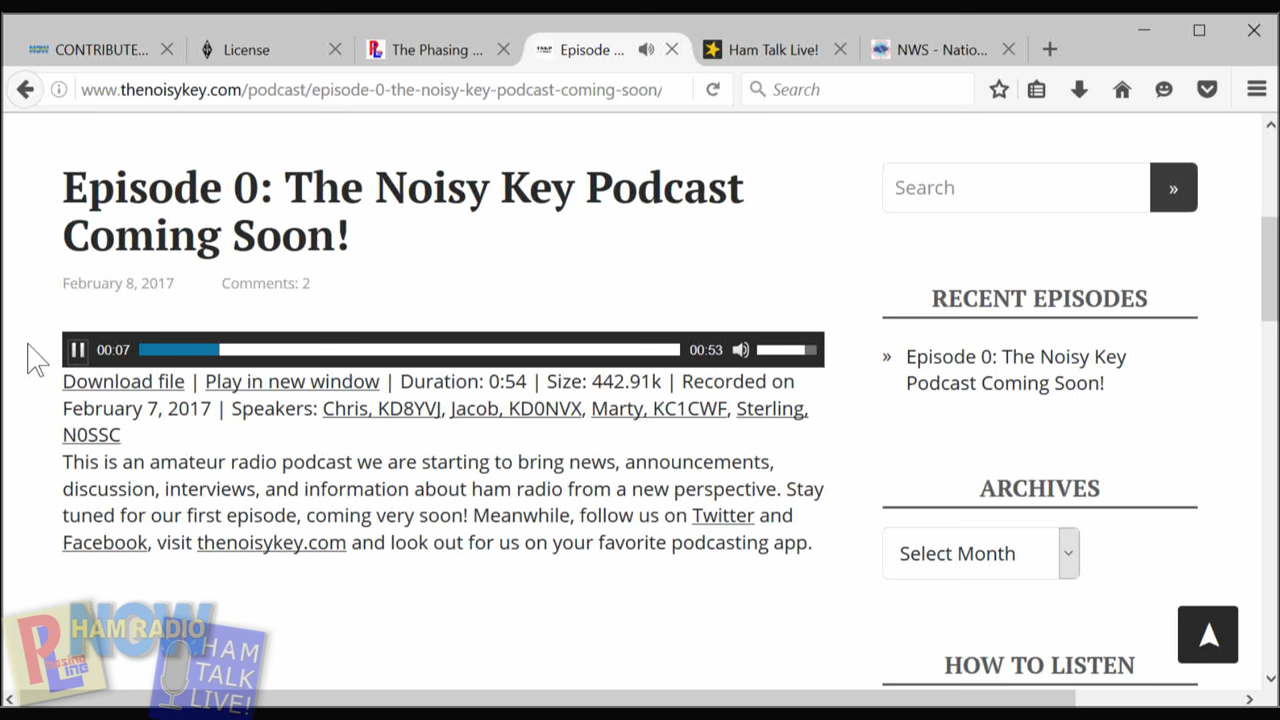 CONTRIBUTE...
License
The Phasing ...
Episode ...
Ham Talk Live!
NWS - Natio...
www.thenoisykey.com/podcast/episode-0-the-noisy-key-podcast-coming-soon/
Search
Episode 0: The Noisy Key Podcast
Coming Soon!
February 8, 2017
Comments: 2
00:07
00:53
Download file | Play in new window | Duration: 0:54 | Size: 442.91k | Recorded on
February 7, 2017 | Speakers: Chris, KD8YVJ, Jacob, KD0NVX, Marty, KC1CWF, Sterling,
N0SSC
This is an amateur radio podcast we are starting to bring news, announcements,
discussion, interviews, and information about ham radio from a new perspective. Stay
tuned for our first episode, coming very soon! Meanwhile, follow us on Twitter and
Facebook, visit thenoisykey.com and look out for us on your favorite podcasting app.
Search
»
RECENT EPISODES
» Episode 0: The Noisy Key
Podcast Coming Soon!
ARCHIVES
Select Month
HOW TO LISTEN
NOW
HAM RADIO
HAM
TALK
LIVE!